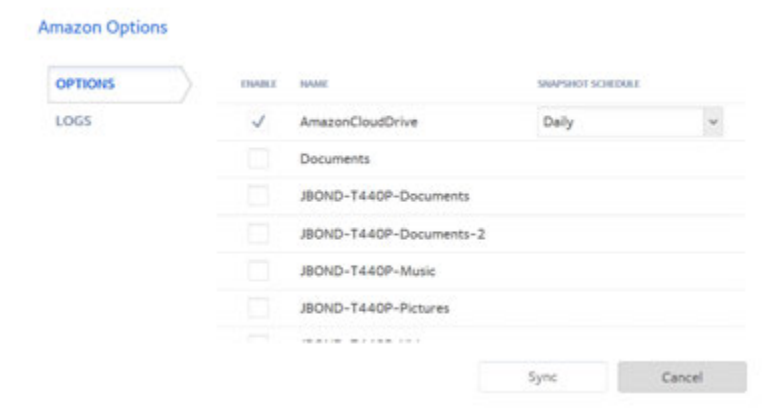 Amazon Options
OPTIONS
LOGS
ENABLE NAME SNAPSHOT SCHEDULE
AmazonCloudDrive Daily
Documents
JBOND-T440P-Documents
JBOND-T440P-Documents-2
JBOND-T440P-Music
JBOND-T440P-Pictures
Sync Cancel